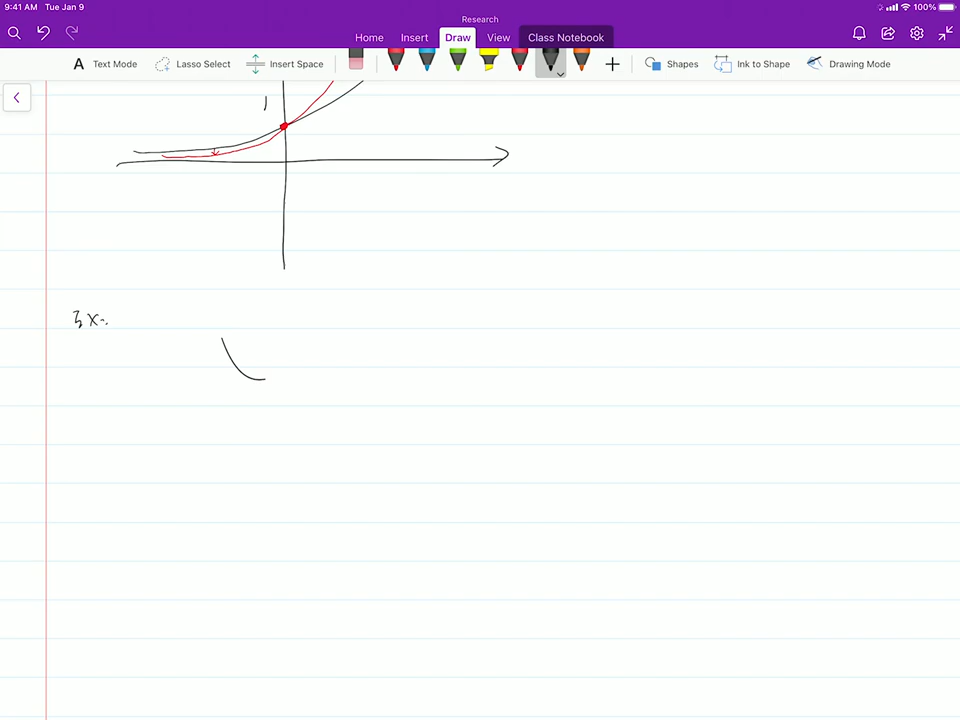 9:41 AM Tue Jan 9
100%
Research
Home Insert Draw View Class Notebook
A Text Mode Lasso Select Insert Space Shapes Ink to Shape Drawing Mode
1